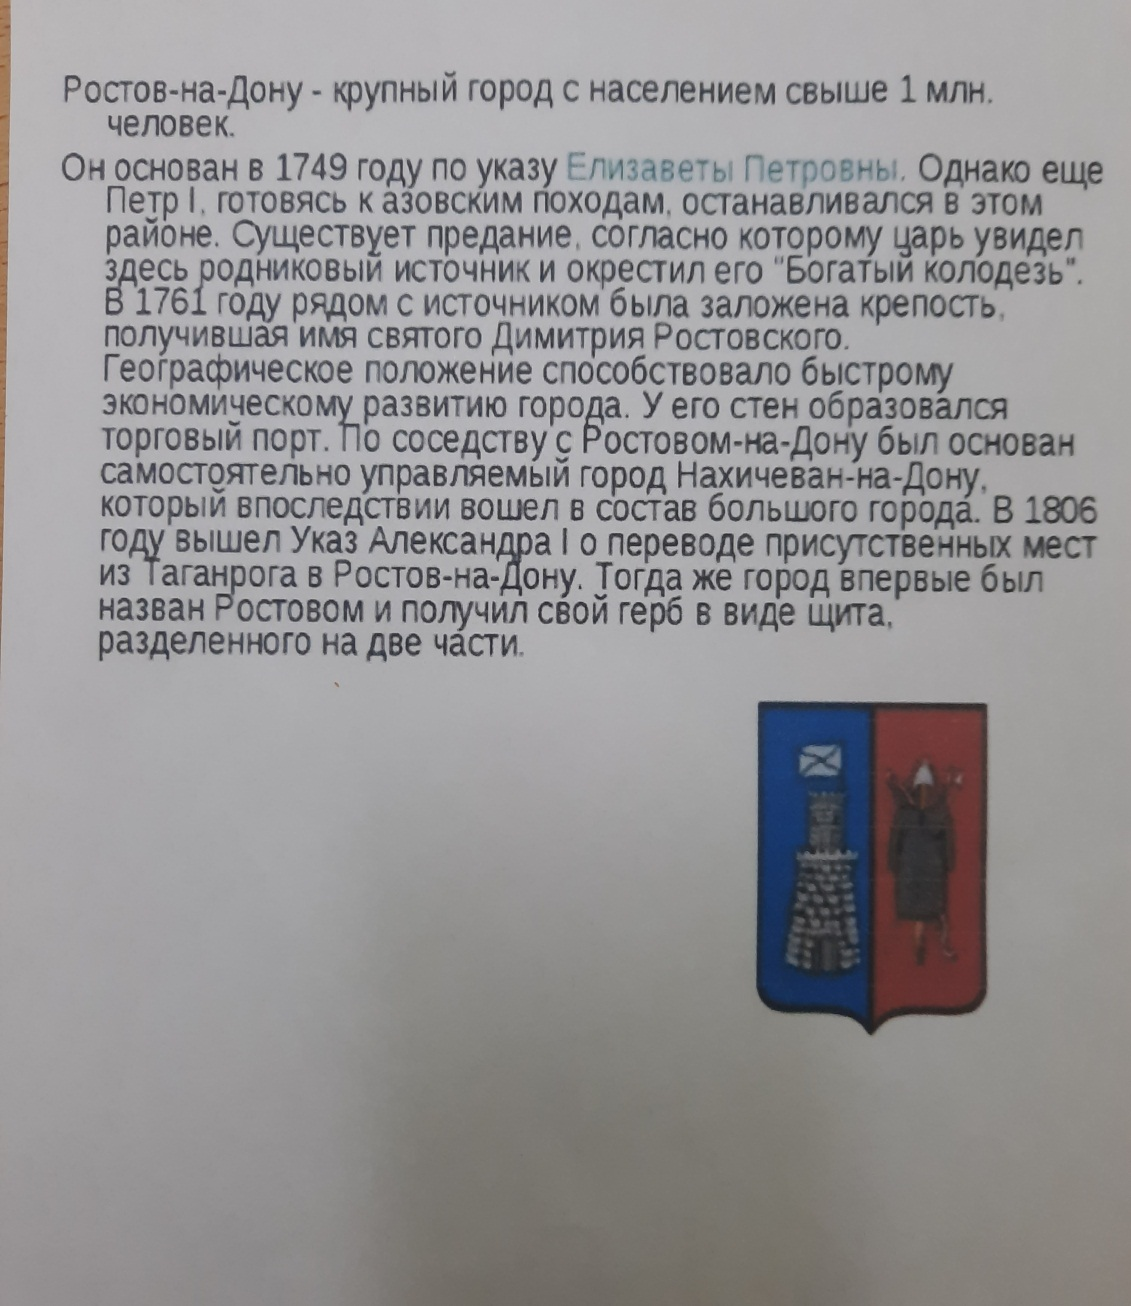 Ростов-на-Дону - крупный город с населением свыше 1 млн.
человек.
Он основан в 1749 году по указу Елизаветы Петровны. Однако еще
Петр I, готовясь к азовским походам, останавливался в этом
районе. Существует предание, согласно которому царь увидел
здесь родниковый источник и окрестил его "Богатый колодезь".
В 1761 году рядом с источником была заложена крепость,
получившая имя святого Димитрия Ростовского.
Географическое положение способствовало быстрому
экономическому развитию города. У его стен образовался
торговый порт. По соседству с Ростовом-на-Дону был основан
самостоятельно управляемый город Нахичеван-на-Дону,
который впоследствии вошел в состав большого города. В 1806
году вышел Указ Александра I о переводе присутственных мест
из Таганрога в Ростов-на-Дону. Тогда же город впервые был
назван Ростовом и получил свой герб в виде щита,
разделенного на две части.